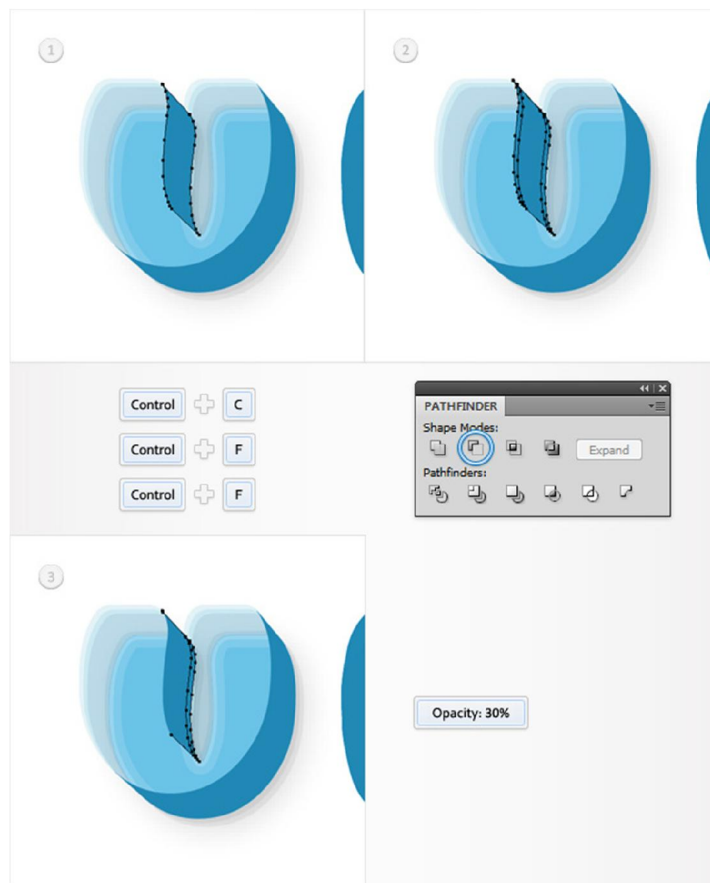 1
2
Control + C
Control + F
Control + F
PATHFINDER
Shape Modes:
Expand
Pathfinders:
3
Opacity: 30%